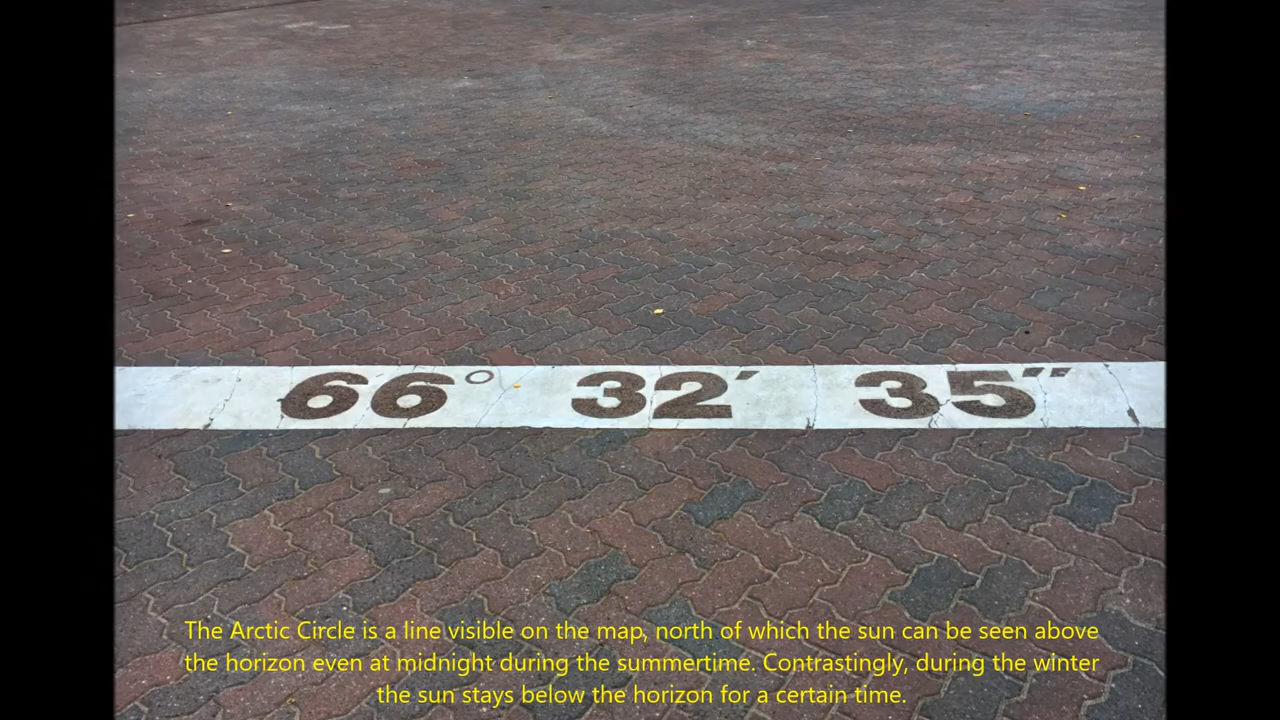 66° 32′ 35″
The Arctic Circle is a line visible on the map, north of which the sun can be seen above
the horizon even at midnight during the summertime. Contrastingly, during the winter
the sun stays below the horizon for a certain time.